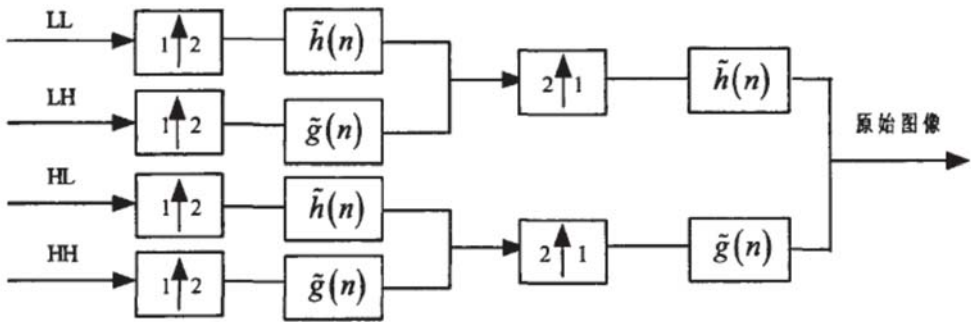 LL
1↑2
h̃(n)
LH
1↑2
g̃(n)
2↑1
h̃(n)
原始图像
HL
1↑2
h̃(n)
HH
1↑2
g̃(n)
2↑1
g̃(n)